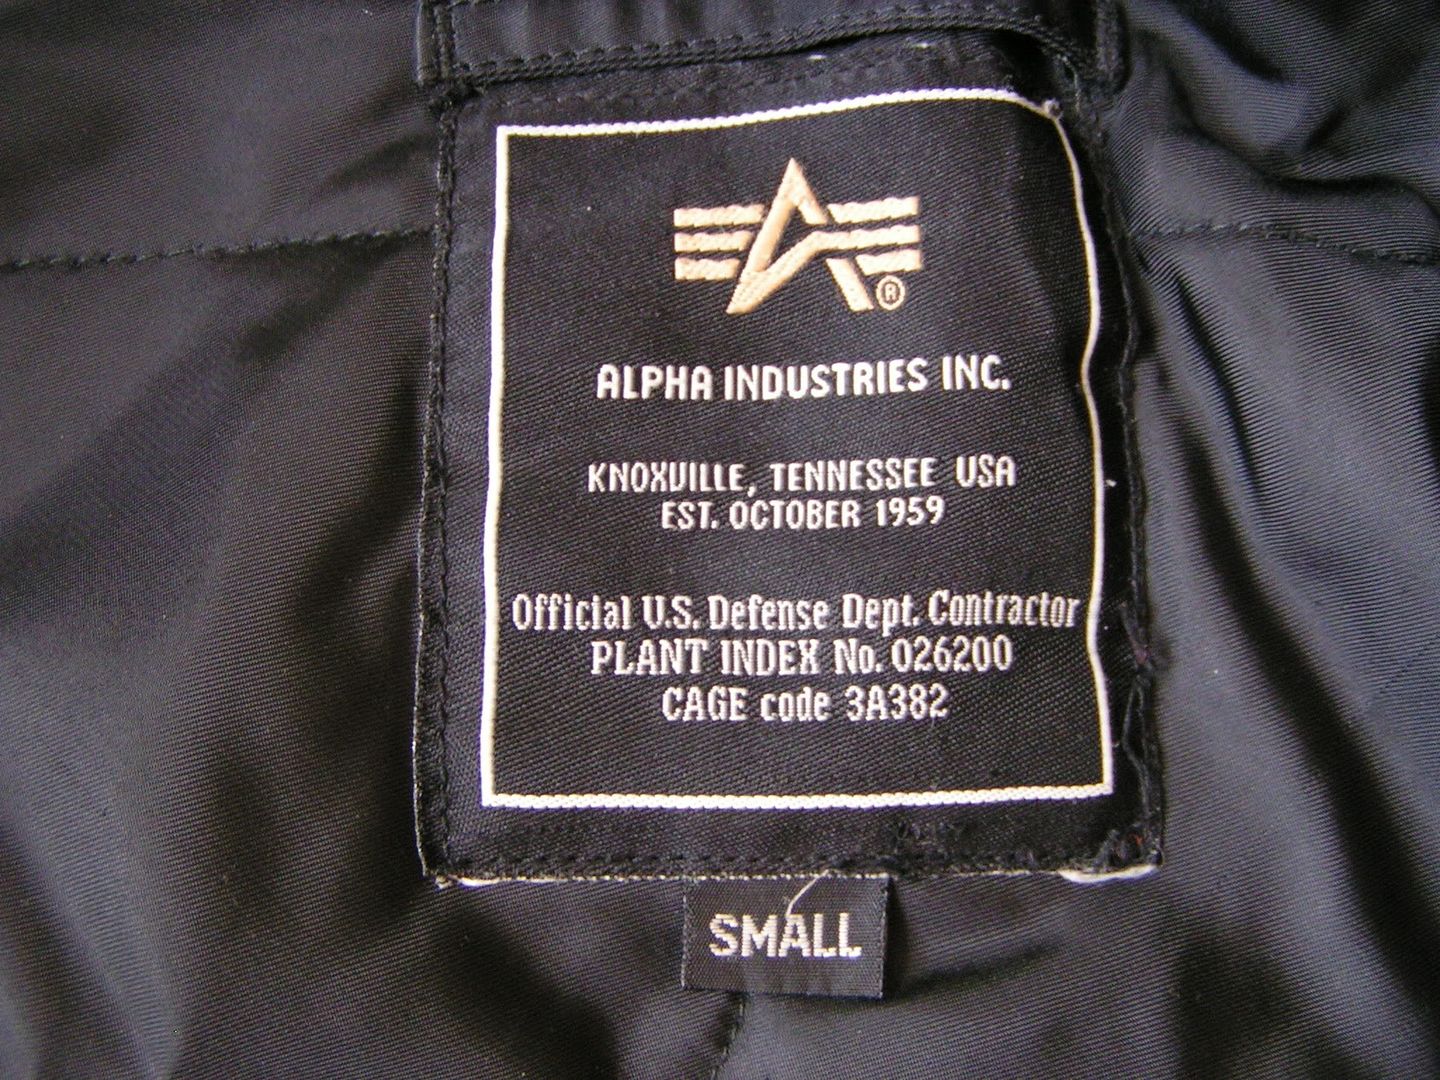 ®
ALPHA INDUSTRIES INC.
KNOXVILLE, TENNESSEE USA
EST. OCTOBER 1959
Official U.S. Defense Dept. Contractor
PLANT INDEX No. 026200
CAGE code 3A382
SMALL